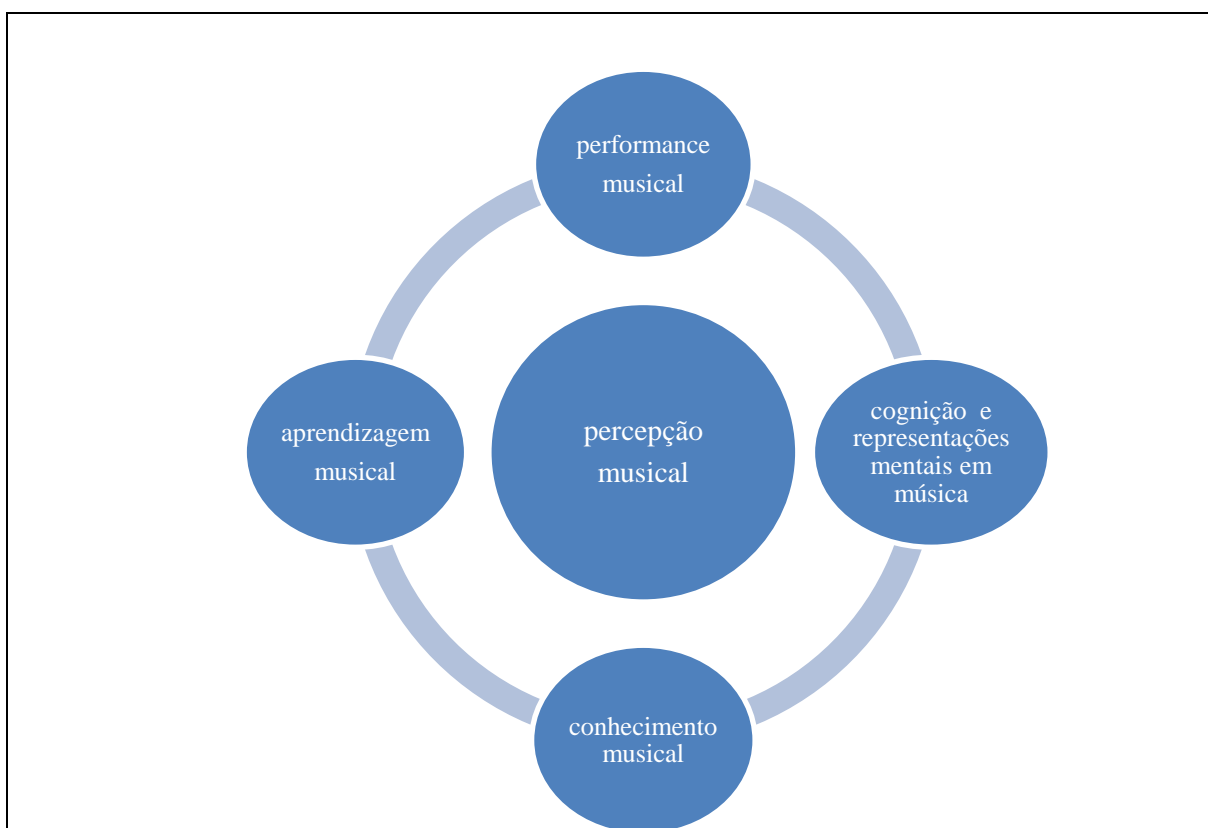 performance
musical
aprendizagem
musical
percepção
musical
cognição e
representações
mentais em
música
conhecimento
musical